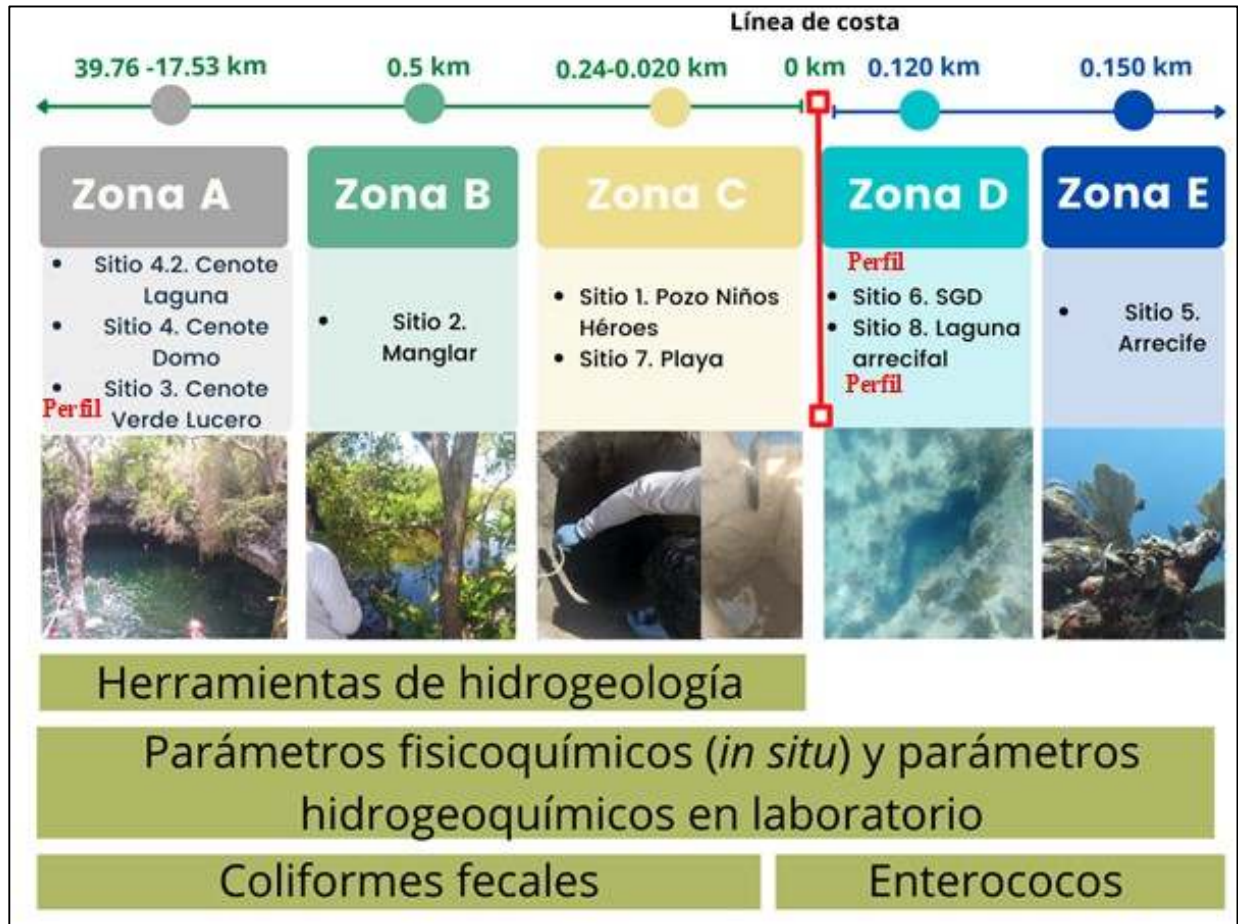 Línea de costa
39.76 -17.53 km
0.5 km
0.24-0.020 km
0 km
0.120 km
0.150 km
Zona A
Zona B
Zona C
Zona D
Zona E
• Sitio 4.2. Cenote
Laguna
• Sitio 4. Cenote
Domo
• Sitio 3. Cenote
Perfil
Verde Lucero
• Sitio 2.
Manglar
• Sitio 1. Pozo Niños
Héroes
• Sitio 7. Playa
Perfil
• Sitio 6. SGD
• Sitio 8. Laguna
arrecifal
Perfil
• Sitio 5.
Arrecife
Herramientas de hidrogeología
Parámetros fisicoquímicos (in situ) y parámetros
hidrogeoquímicos en laboratorio
Coliformes fecales
Enterococos